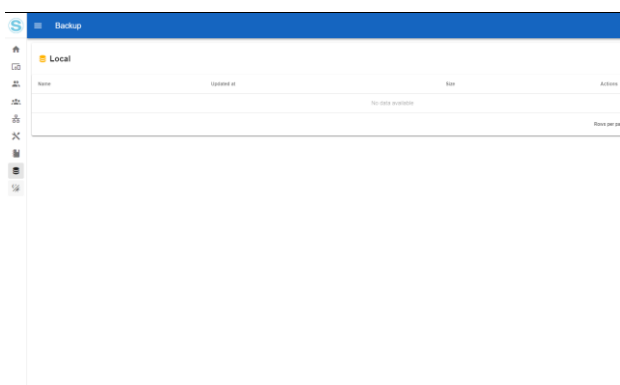 S
Backup
Local
Name Updated at Size Actions
No data available
Rows per pa